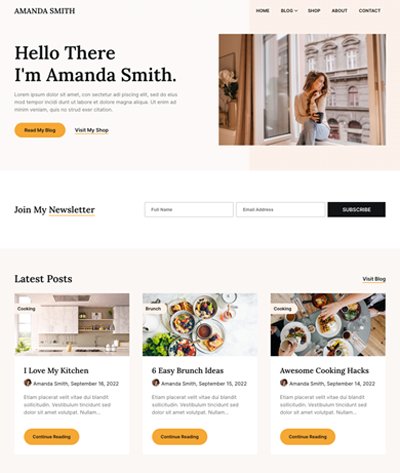 AMANDA SMITH
HOME BLOG SHOP ABOUT CONTACT
Hello There
I'm Amanda Smith.
Lorem ipsum dolor sit amet, con sectetur adi piscing elit, sed do eius
mod tempor incidi dunt ut labore et dolore magna aliqua. Ut enim ad
minim veniam, quis no strud exer citation.
Read My Blog Visit My Shop
Join My Newsletter
Full Name Email Address SUBSCRIBE
Latest Posts Visit Blog
Cooking Brunch Cooking
I Love My Kitchen
Amanda Smith, September 16, 2022
Etiam placerat velit vitae dui blandit
sollicitudin. Vestibulum tincidunt sed
dolor sit amet volutpat. Nullam...
Continue Reading
6 Easy Brunch Ideas
Amanda Smith, September 15, 2022
Etiam placerat velit vitae dui blandit
sollicitudin. Vestibulum tincidunt sed
dolor sit amet volutpat. Nullam...
Continue Reading
Awesome Cooking Hacks
Amanda Smith, September 14, 2022
Etiam placerat velit vitae dui blandit
sollicitudin. Vestibulum tincidunt sed
dolor sit amet volutpat. Nullam...
Continue Reading